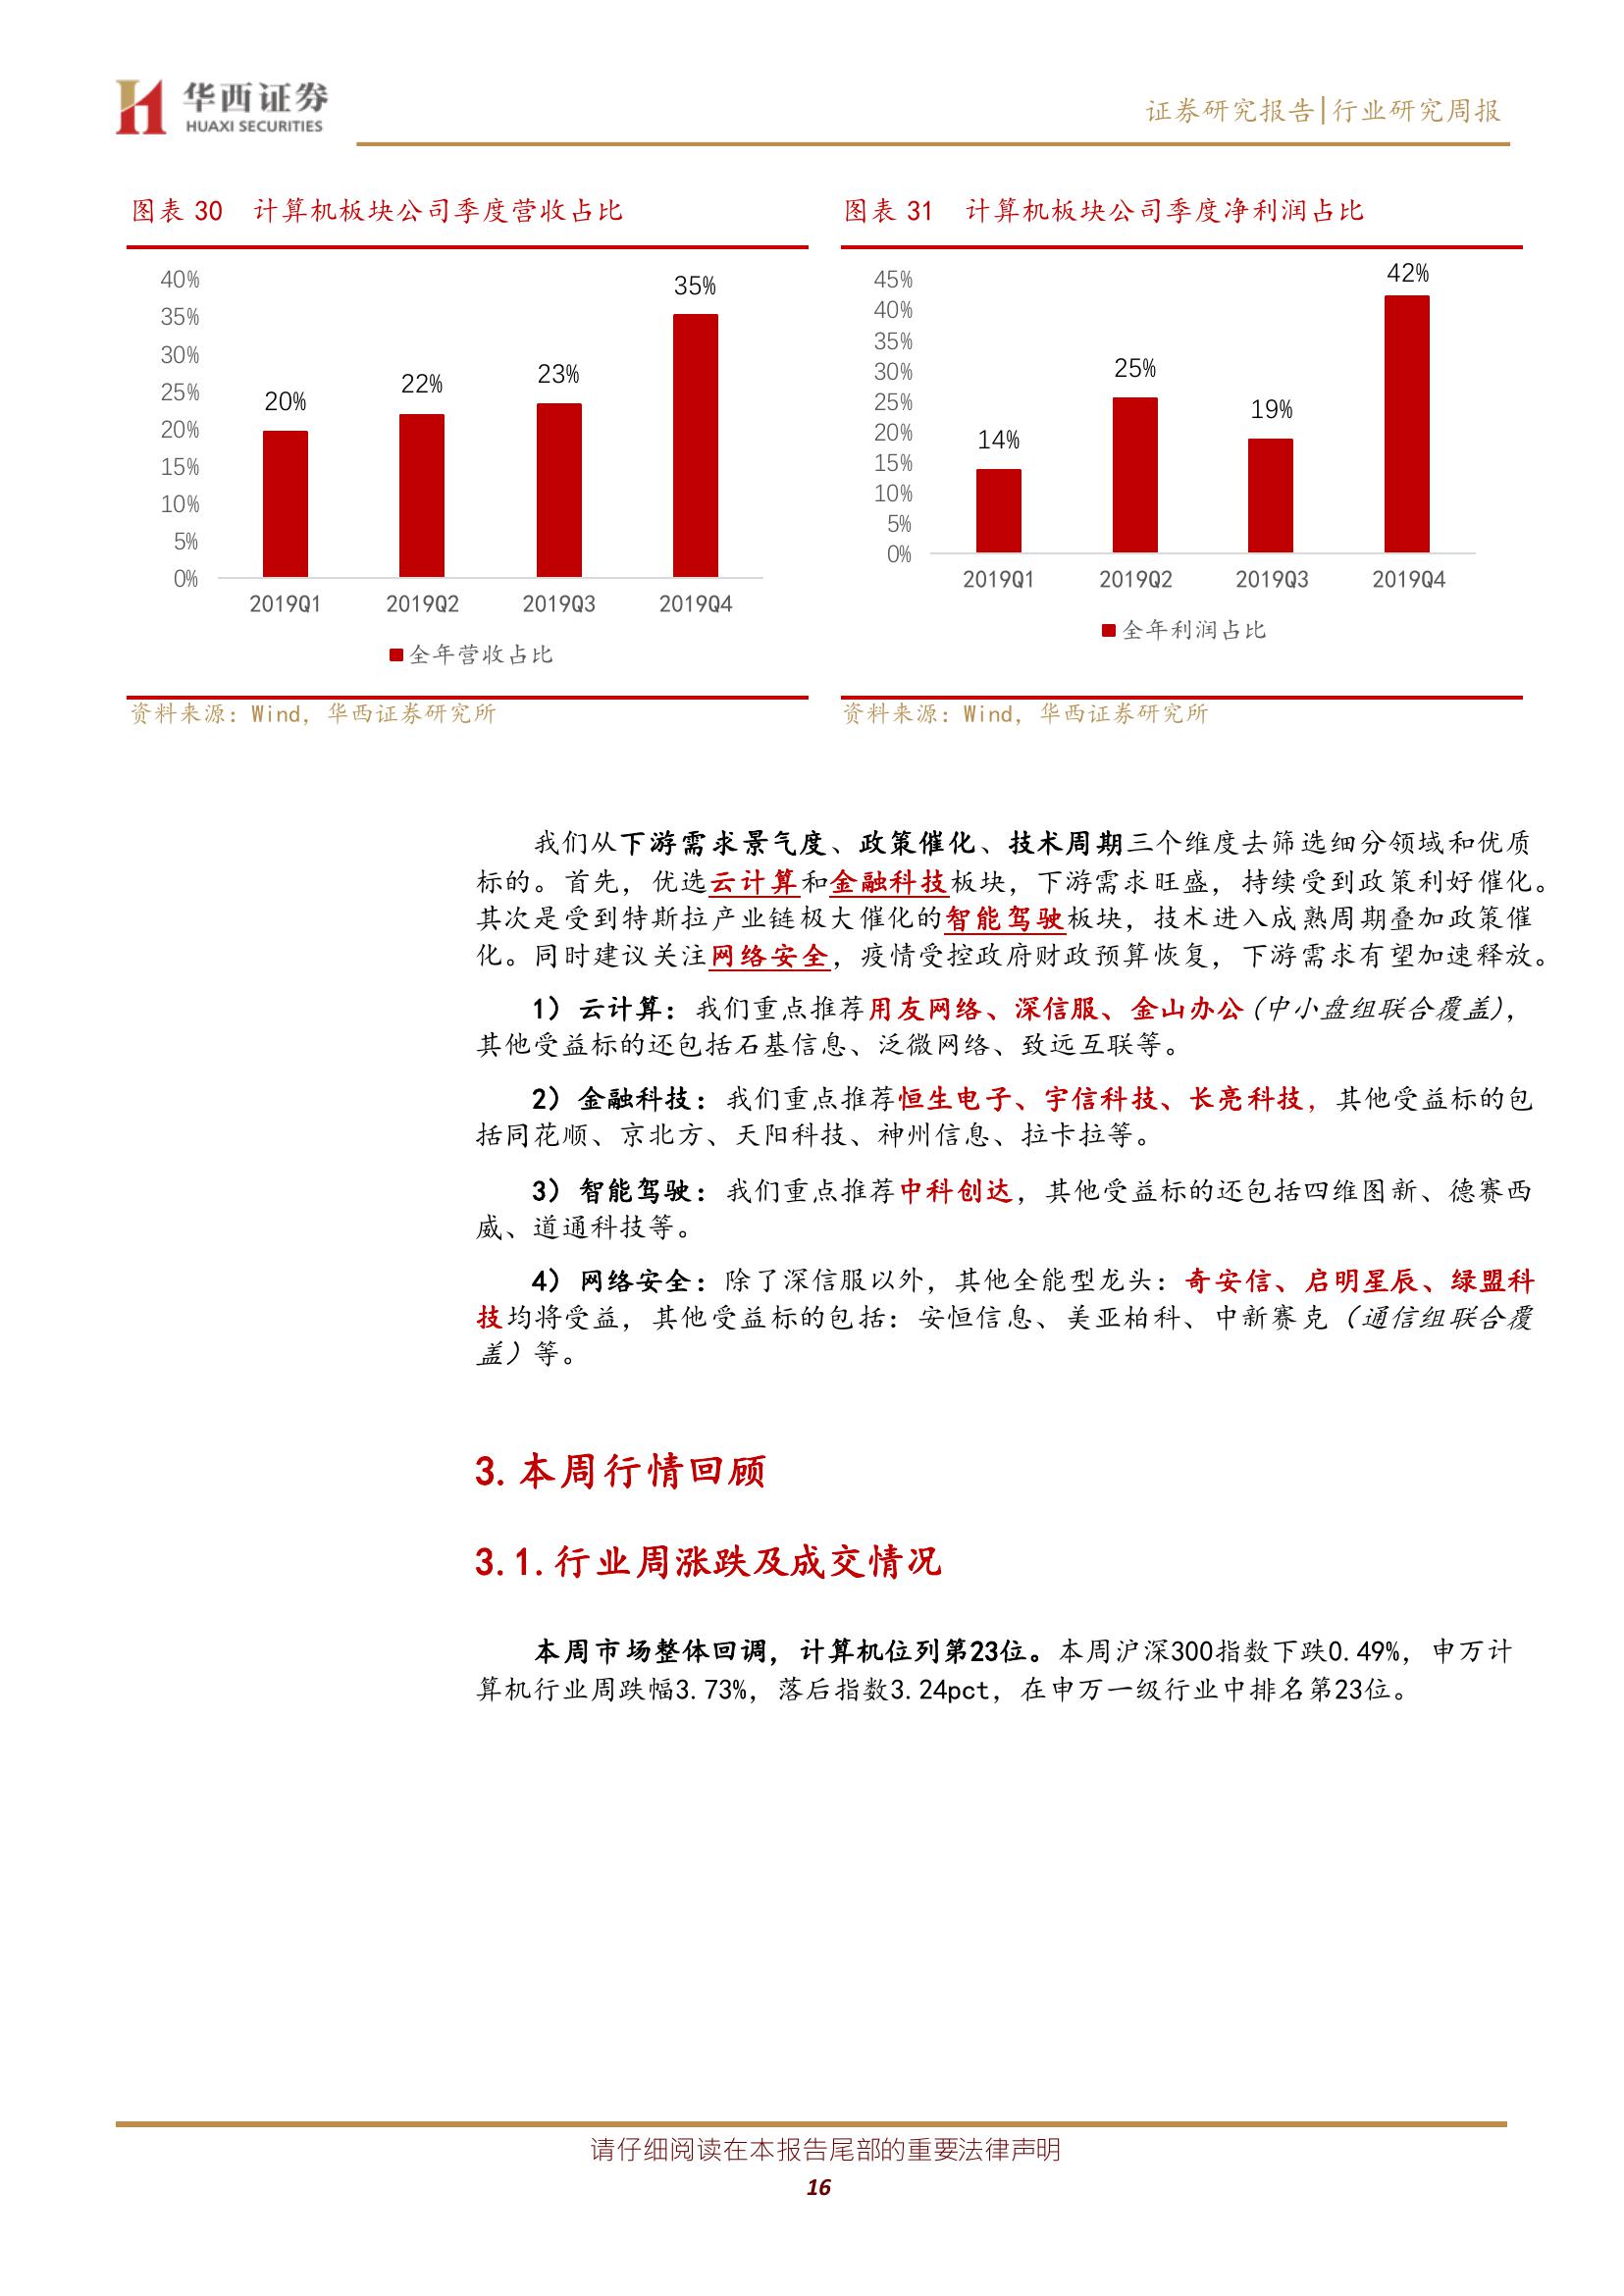 华西证券
HUAXI SECURITIES
证券研究报告|行业研究周报
图表 30 计算机板块公司季度营收占比
40%
35%
30%
25%
20%
15%
10%
5%
0%
20%
22%
23%
35%
2019Q1 2019Q2 2019Q3 2019Q4
全年营收占比
资料来源：Wind，华西证券研究所
图表 31 计算机板块公司季度净利润占比
45%
40%
35%
30%
25%
20%
15%
10%
5%
0%
14%
25%
19%
42%
2019Q1 2019Q2 2019Q3 2019Q4
全年利润占比
资料来源：Wind，华西证券研究所
我们从下游需求景气度、政策催化、技术周期三个维度去筛选细分领域和优质
标的。首先，优选云计算和金融科技板块，下游需求旺盛，持续受到政策利好催化。
其次是受到特斯拉产业链极大催化的智能驾驶板块，技术进入成熟周期叠加政策催
化。同时建议关注网络安全，疫情受控政府财政预算恢复，下游需求有望加速释放。
1）云计算：我们重点推荐用友网络、深信服、金山办公(中小盘组联合覆盖)，
其他受益标的还包括石基信息、泛微网络、致远互联等。
2）金融科技：我们重点推荐恒生电子、宇信科技、长亮科技，其他受益标的包
括同花顺、京北方、天阳科技、神州信息、拉卡拉等。
3）智能驾驶：我们重点推荐中科创达，其他受益标的还包括四维图新、德赛西
威、道通科技等。
4）网络安全：除了深信服以外，其他全能型龙头：奇安信、启明星辰、绿盟科
技均将受益，其他受益标的包括：安恒信息、美亚柏科、中新赛克（通信组联合覆
盖）等。
3.本周行情回顾
3.1.行业周涨跌及成交情况
本周市场整体回调，计算机位列第23位。本周沪深300指数下跌0.49%，申万计
算机行业周跌幅3.73%，落后指数3.24pct，在申万一级行业中排名第23位。
请仔细阅读在本报告尾部的重要法律声明
16